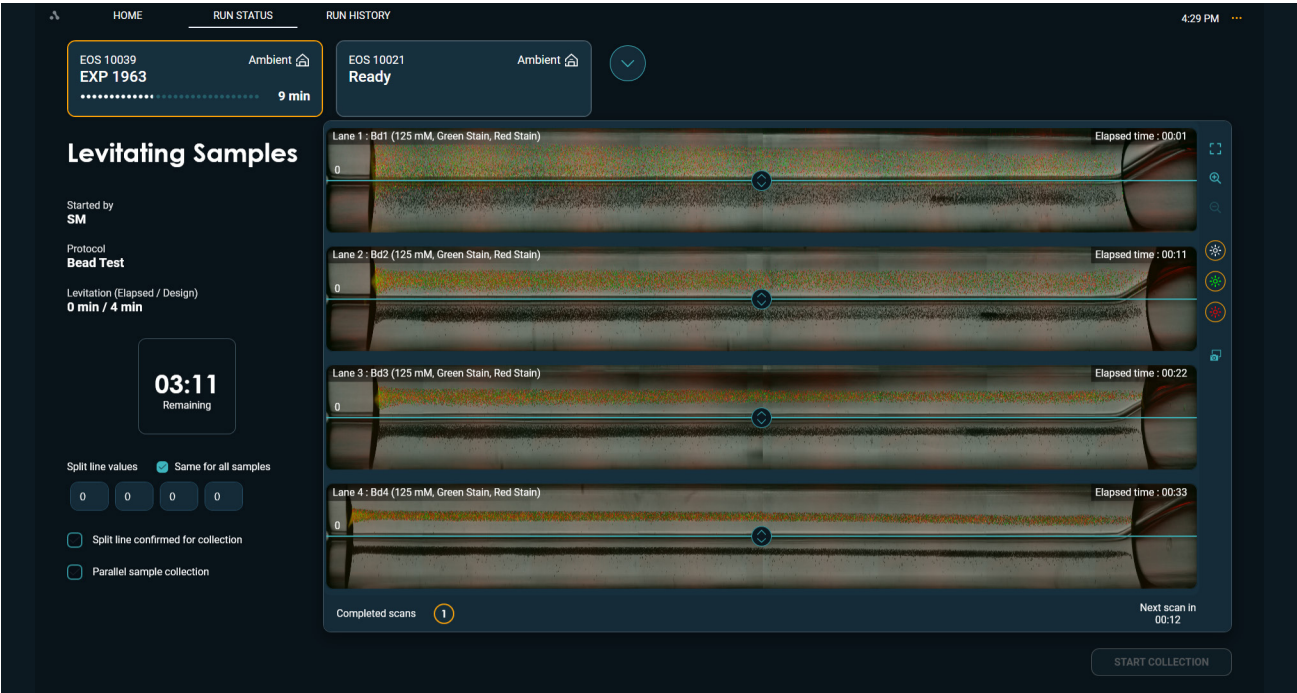 HOME RUN STATUS RUN HISTORY 4:29 PM
EOS 10039 Ambient
EXP 1963
9 min
EOS 10021 Ambient
Ready
Levitating Samples
Started by
SM
Protocol
Bead Test
Levitation (Elapsed / Design)
0 min / 4 min
03:11
Remaining
Split line values Same for all samples
0 0 0 0
Split line confirmed for collection
Parallel sample collection
Lane 1 : Bd1 (125 mM, Green Stain, Red Stain) Elapsed time : 00:01
0
Lane 2 : Bd2 (125 mM, Green Stain, Red Stain) Elapsed time : 00:11
0
Lane 3 : Bd3 (125 mM, Green Stain, Red Stain) Elapsed time : 00:22
0
Lane 4 : Bd4 (125 mM, Green Stain, Red Stain) Elapsed time : 00:33
0
Completed scans 1
Next scan in
00:12
START COLLECTION